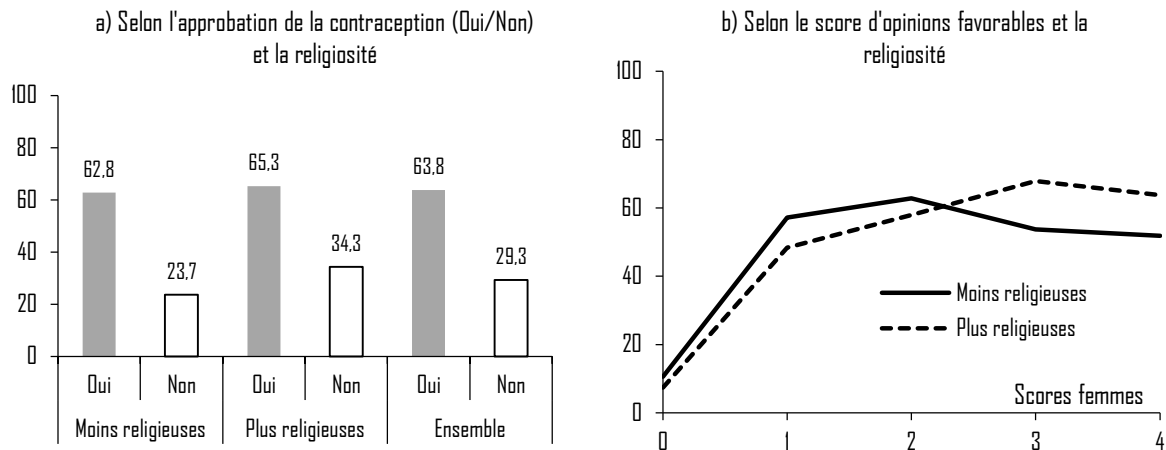 a) Selon l'approbation de la contraception (Oui/Non)
et la religiosité
100
80
60
40
20
0
62,8
23,7
65,3
34,3
63,8
29,3
Oui
Non
Oui
Non
Oui
Non
Moins religieuses
Plus religieuses
Ensemble
b) Selon le score d'opinions favorables et la
religiosité
100
80
60
40
20
0
Moins religieuses
Plus religieuses
Scores femmes
0
1
2
3
4